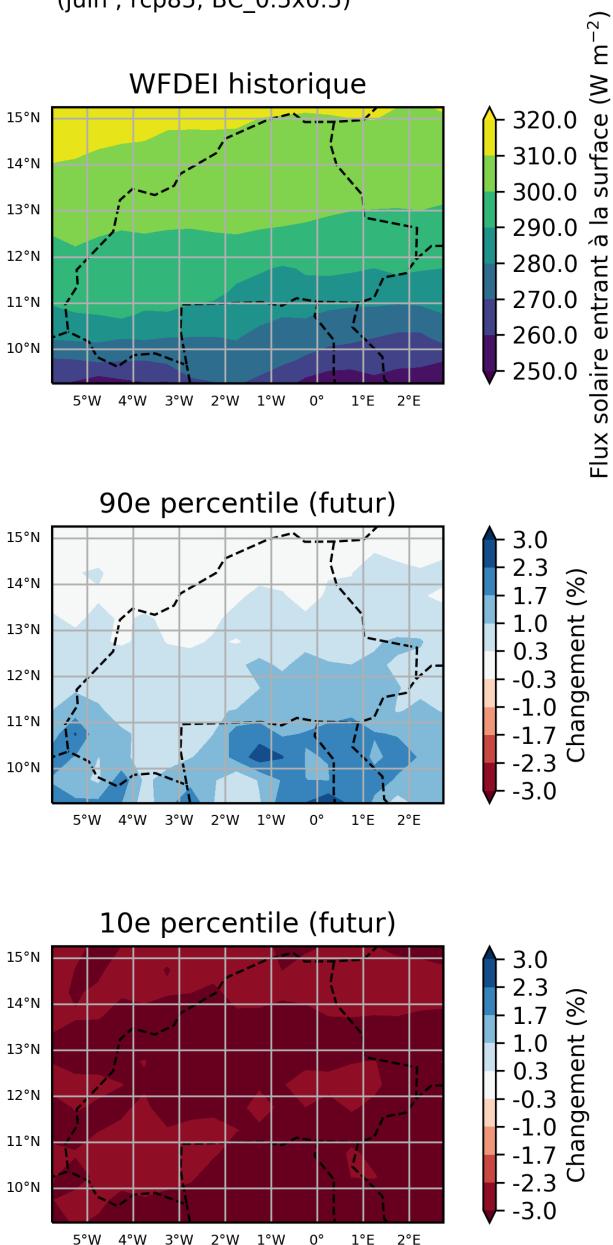 (juin , rcp85, BC_0.5x0.5)
WFDEI historique
15°N
14°N
13°N
12°N
11°N
10°N
5°W 4°W 3°W 2°W 1°W 0° 1°E 2°E
320.0
310.0
300.0
290.0
280.0
270.0
260.0
250.0
Flux solaire entrant à la surface (W m−2)
90e percentile (futur)
15°N
14°N
13°N
12°N
11°N
10°N
5°W 4°W 3°W 2°W 1°W 0° 1°E 2°E
3.0
2.3
1.7
1.0
0.3
-0.3
-1.0
-1.7
-2.3
-3.0
Changement (%)
10e percentile (futur)
15°N
14°N
13°N
12°N
11°N
10°N
5°W 4°W 3°W 2°W 1°W 0° 1°E 2°E
3.0
2.3
1.7
1.0
0.3
-0.3
-1.0
-1.7
-2.3
-3.0
Changement (%)